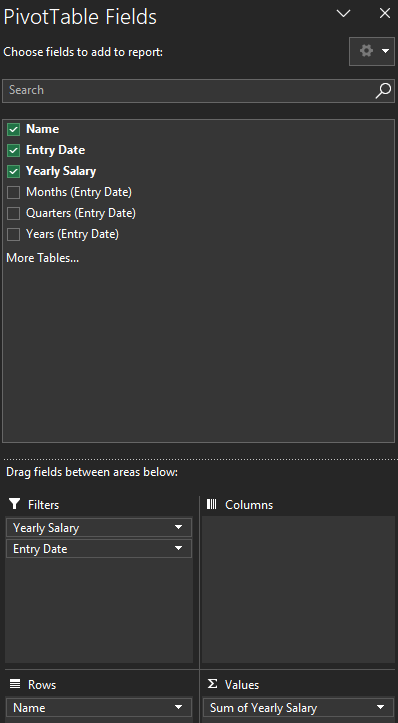 PivotTable Fields
Choose fields to add to report:
Search
Name
Entry Date
Yearly Salary
Months (Entry Date)
Quarters (Entry Date)
Years (Entry Date)
More Tables...
Drag fields between areas below:
Filters
Yearly Salary
Entry Date
Columns
Rows
Name
Σ Values
Sum of Yearly Salary